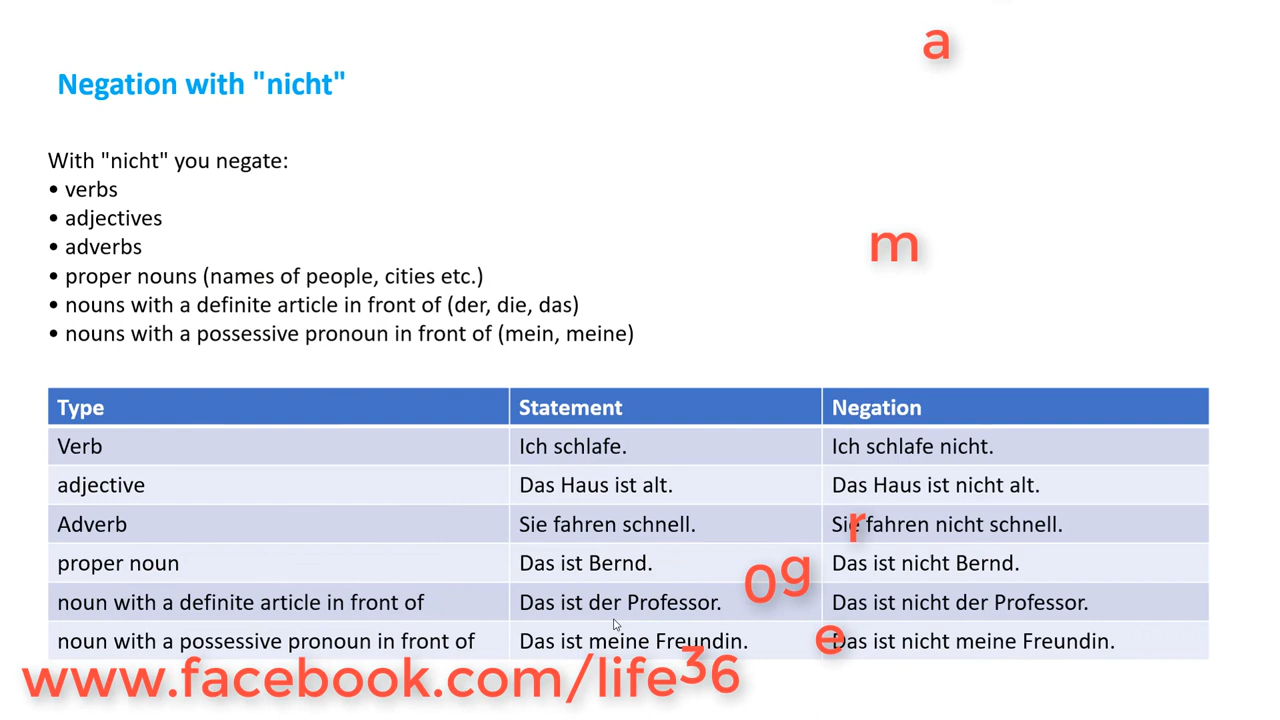 a
Negation with "nicht"
With "nicht" you negate:
• verbs
• adjectives
• adverbs
• proper nouns (names of people, cities etc.)
• nouns with a definite article in front of (der, die, das)
• nouns with a possessive pronoun in front of (mein, meine)
m
Type Statement Negation
Verb Ich schlafe. Ich schlafe nicht.
adjective Das Haus ist alt. Das Haus ist nicht alt.
Adverb Sie fahren schnell. Sie fahren nicht schnell.
r
proper noun Das ist Bernd. Das ist nicht Bernd.
0 g
noun with a definite article in front of Das ist der Professor. Das ist nicht der Professor.
noun with a possessive pronoun in front of Das ist meine Freundin. Das ist nicht meine Freundin.
e
www.facebook.com/life36